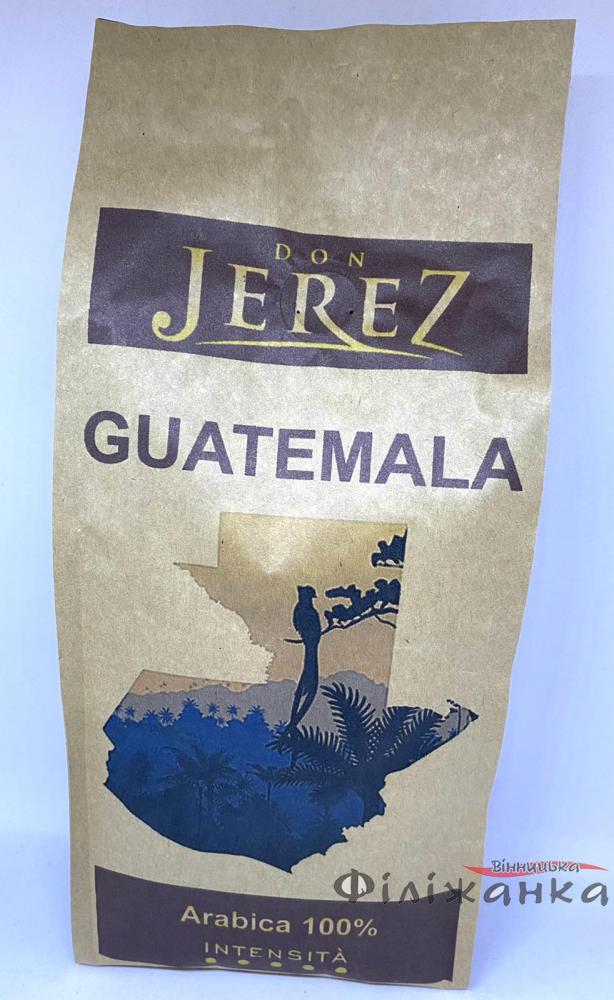 DON
JEREZ
GUATEMALA
Вінницька
Філіжанка
Arabica 100%
INTENSITÀ